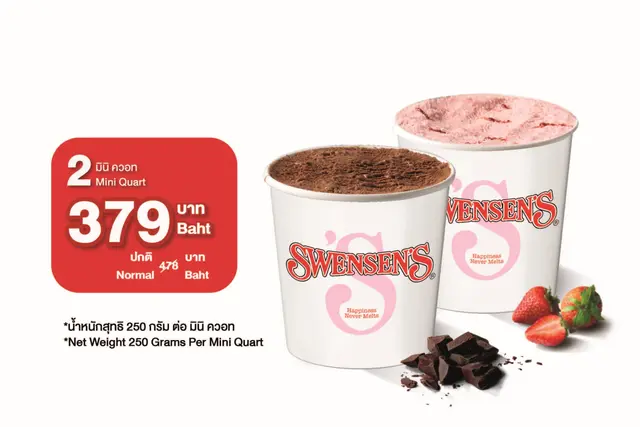 2 มินิ ควอท
Mini Quart
379 บาท
Baht
ปกติ 478 บาท
Normal Baht
*น้ำหนักสุทธิ 250 กรัม ต่อ มินิ ควอท
*Net Weight 250 Grams Per Mini Quart
'S
SWENSEN'S®
Happiness
Never Melts
'S
SWENSEN'S®
Happiness
Never Melts